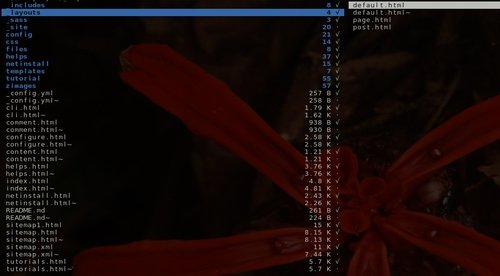 _includes 8 √ default.html
_layouts 4 √ default.html~
_sass 3 √ page.html
_site 20 · post.html
config 21 √
css 14 √
files 8 √
helps 37 √
netinstall 15 √
templates 7 √
tutorial 55 √
zimages 57 √
_config.yml 257 B √
_config.yml~ 258 B ·
cli.html 1.79 K √
cli.html~ 1.62 K ·
comment.html 938 B √
comment.html~ 930 B ·
configure.html 2.58 K √
configure.html~ 2.58 K ·
content.html 1.21 K √
content.html~ 1.21 K ·
helps.html 3.76 K √
helps.html~ 3.76 K ·
index.html 4.8 K √
index.html~ 4.81 K ·
netinstall.html 2.43 K √
netinstall.html~ 2.26 K ·
README.md 261 B √
README.md~ 224 B ·
sitemap1.html 15 K √
sitemap.html 8.15 K √
sitemap.html~ 8.13 K ·
sitemap.xml 11 K √
sitemap.xml~ 7.44 K ·
tutorials.html 5.7 K √
tutorials.html~ 5.7 K ·